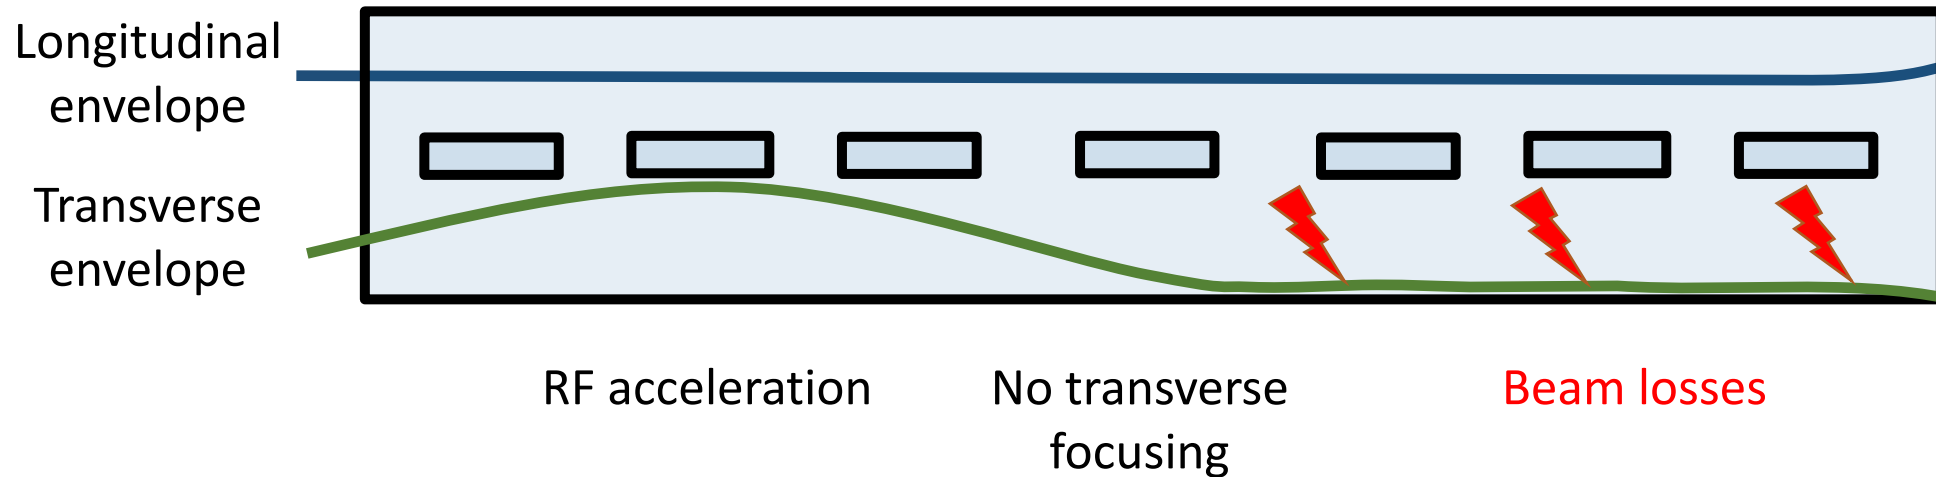 Longitudinal
envelope
Transverse
envelope
RF acceleration
No transverse
focusing
Beam losses